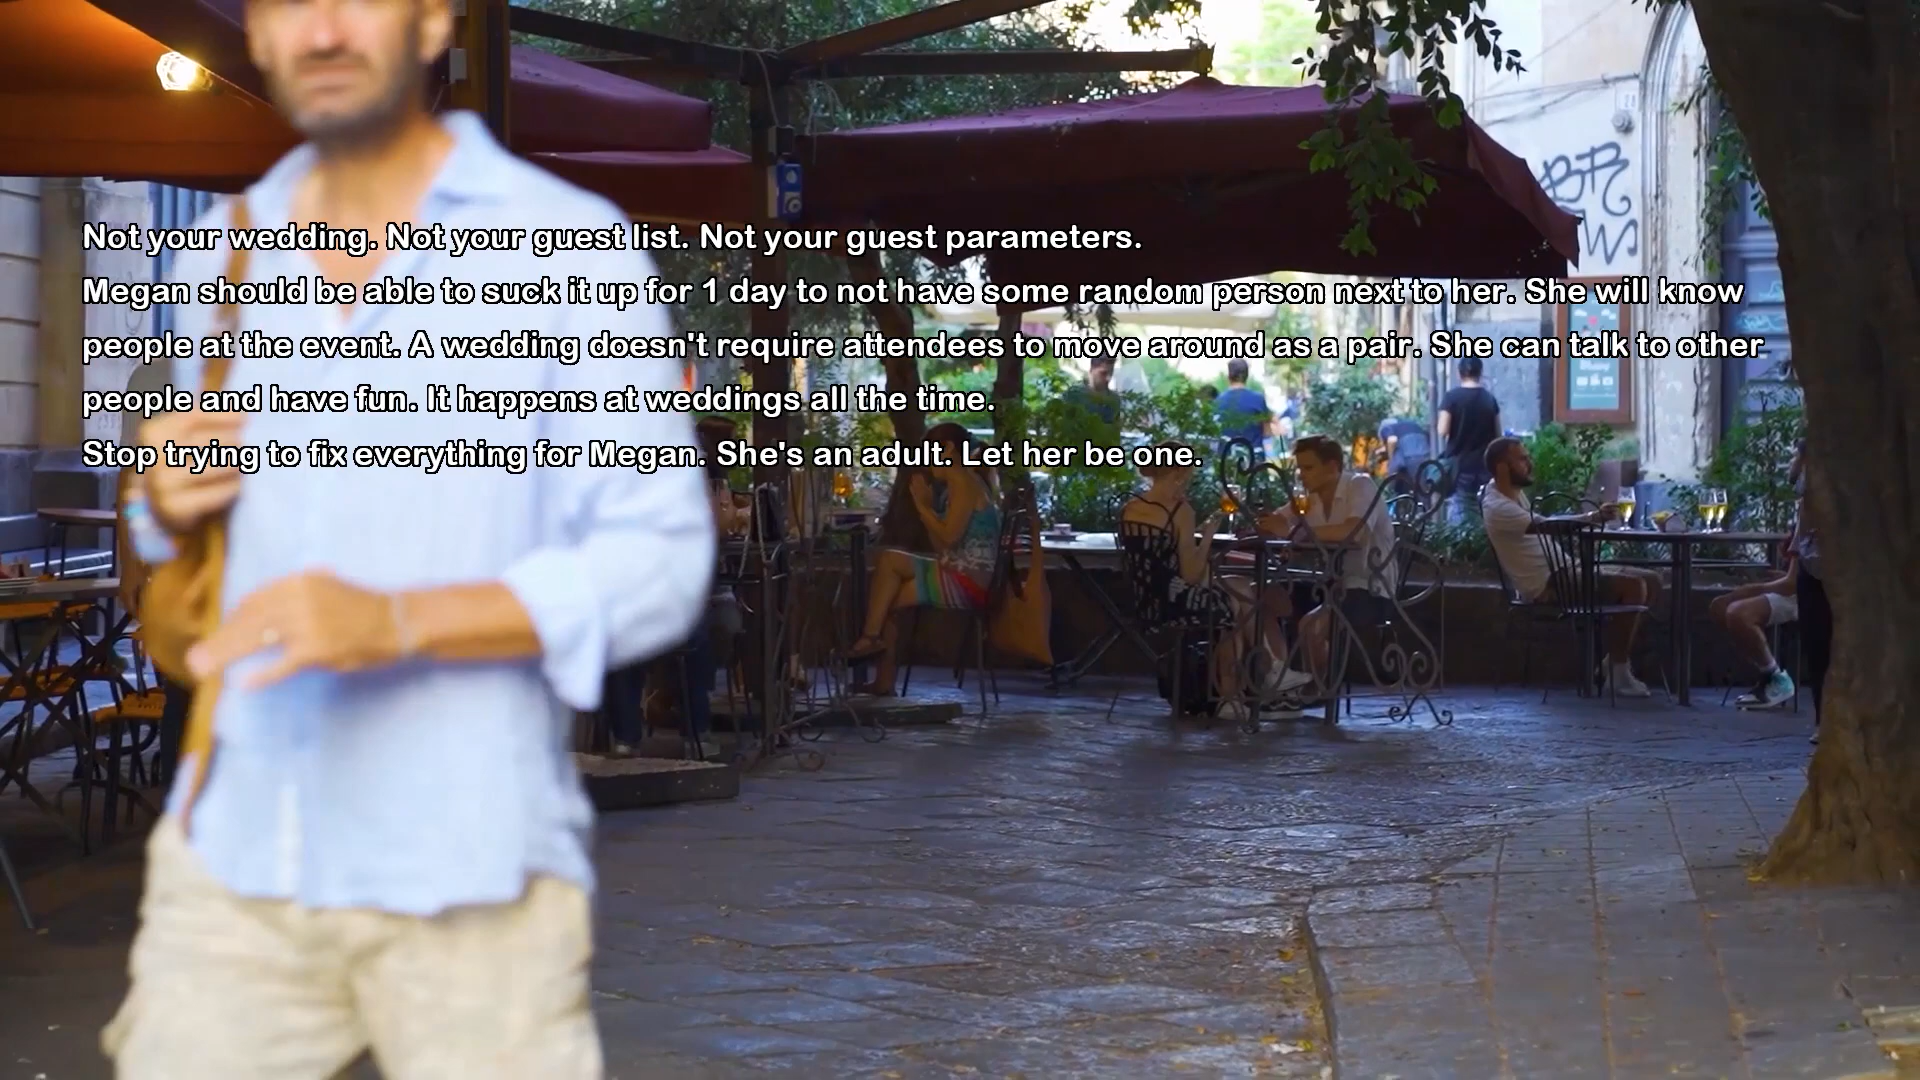 Not your wedding. Not your guest list. Not your guest parameters.
Megan should be able to suck it up for 1 day to not have some random person next to her. She will know
people at the event. A wedding doesn't require attendees to move around as a pair. She can talk to other
people and have fun. It happens at weddings all the time.
Stop trying to fix everything for Megan. She's an adult. Let her be one.